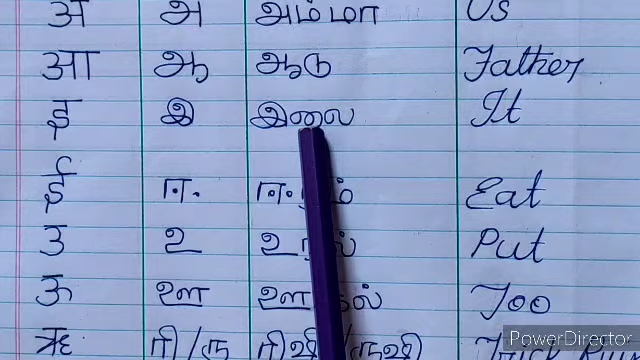 अ அ அம்மா Us
आ ஆ ஆடு Father
इ இ இலை It
ई ஈ Eat
उ உ Put
ऊ ஊ Too
ऋ ரி/ரு
PowerDirector